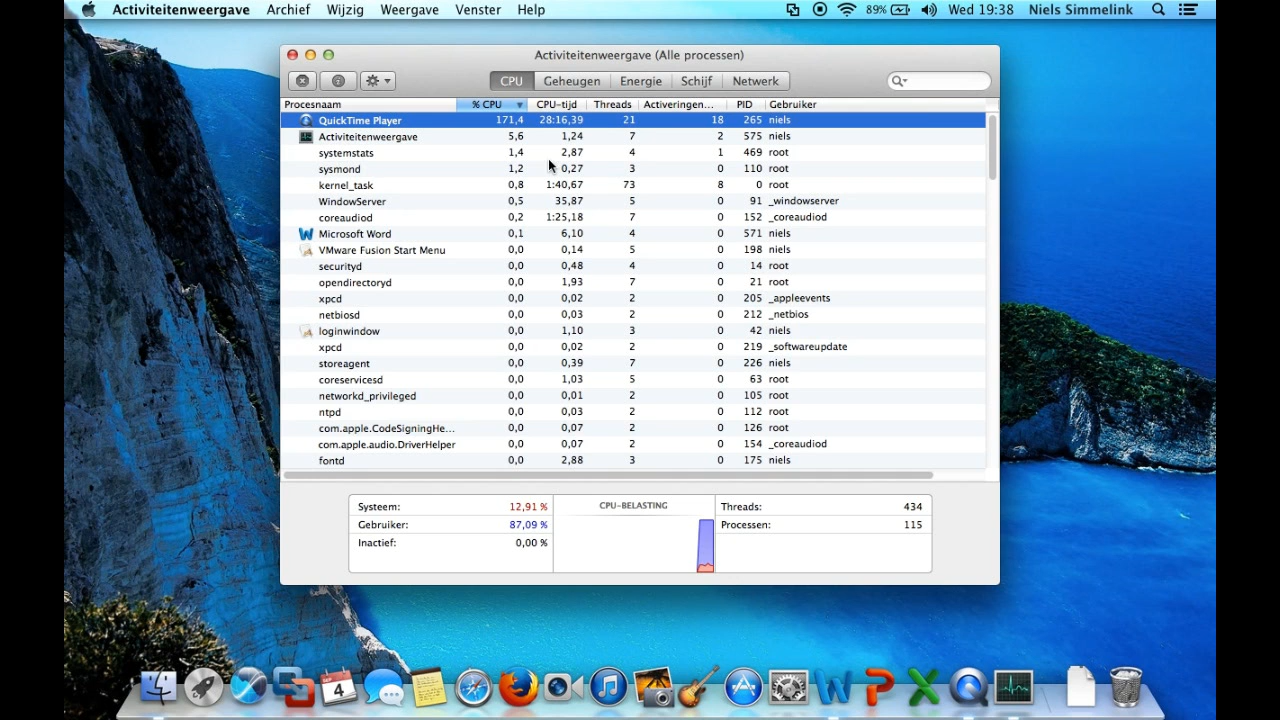 Activiteitenweergave Archief Wijzig Weergave Venster Help 89% Wed 19:38 Niels Simmelink
Activiteitenweergave (Alle processen)
CPU Geheugen Energie Schijf Netwerk
Procesnaam % CPU CPU-tijd Threads Activeringen... PID Gebruiker
QuickTime Player 171,4 28:16,39 21 18 265 niels
Activiteitenweergave 5,6 1,24 7 2 575 niels
systemstats 1,4 2,87 4 1 469 root
sysmond 1,2 0,27 3 0 110 root
kernel_task 0,8 1:40,67 73 8 0 root
WindowServer 0,5 35,87 5 0 91 _windowserver
coreaudiod 0,2 1:25,18 7 0 152 _coreaudiod
Microsoft Word 0,1 6,10 4 0 571 niels
VMware Fusion Start Menu 0,0 0,14 5 0 198 niels
securityd 0,0 0,48 4 0 14 root
opendirectoryd 0,0 1,93 7 0 21 root
xpcd 0,0 0,02 2 0 205 _appleevents
netbiosd 0,0 0,03 2 0 212 _netbios
loginwindow 0,0 1,10 3 0 42 niels
xpcd 0,0 0,02 2 0 219 _softwareupdate
storeagent 0,0 0,39 7 0 226 niels
coreservicesd 0,0 1,03 5 0 63 root
networkd_privileged 0,0 0,01 2 0 105 root
ntpd 0,0 0,03 2 0 112 root
com.apple.CodeSigningHe... 0,0 0,07 2 0 126 root
com.apple.audio.DriverHelper 0,0 0,07 2 0 154 _coreaudiod
fontd 0,0 2,88 3 0 175 niels
Systeem: 12,91 % CPU-BELASTING Threads: 434
Gebruiker: 87,09 % Processen: 115
Inactief: 0,00 %
SEP
4